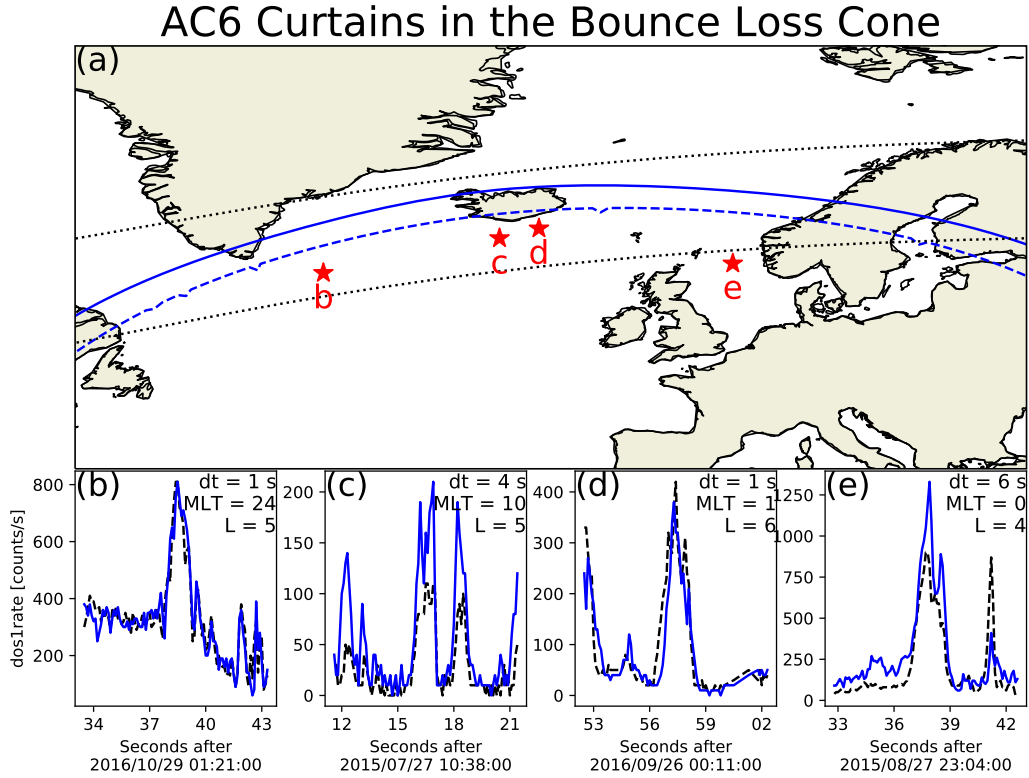 AC6 Curtains in the Bounce Loss Cone
(a)
b
c
d
e
(b)
dt = 1 s
MLT = 24
L = 5
800
600
400
200
dos1rate [counts/s]
34 37 40 43
Seconds after
2016/10/29 01:21:00
(c)
dt = 4 s
MLT = 10
L = 5
200
150
100
50
0
12 15 18 21
Seconds after
2015/07/27 10:38:00
(d)
dt = 1 s
MLT = 1
L = 6
400
300
200
100
0
53 56 59 02
Seconds after
2016/09/26 00:11:00
(e)
dt = 6 s
MLT = 0
L = 4
1250
1000
750
500
250
0
33 36 39 42
Seconds after
2015/08/27 23:04:00